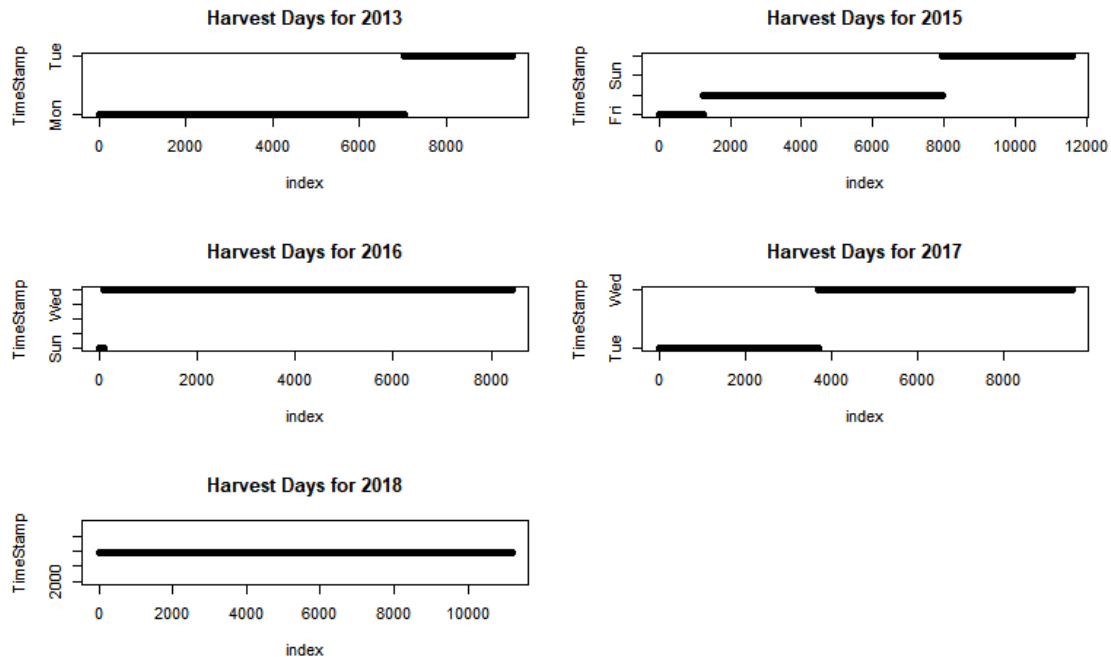 Harvest Days for 2013
TimeStamp
Mon Tue
0 2000 4000 6000 8000
index
Harvest Days for 2015
TimeStamp
Fri Sun
0 2000 4000 6000 8000 10000 12000
index
Harvest Days for 2016
TimeStamp
Sun Wed
0 2000 4000 6000 8000
index
Harvest Days for 2017
TimeStamp
Tue Wed
0 2000 4000 6000 8000
index
Harvest Days for 2018
TimeStamp
2000
0 2000 4000 6000 8000 10000
index